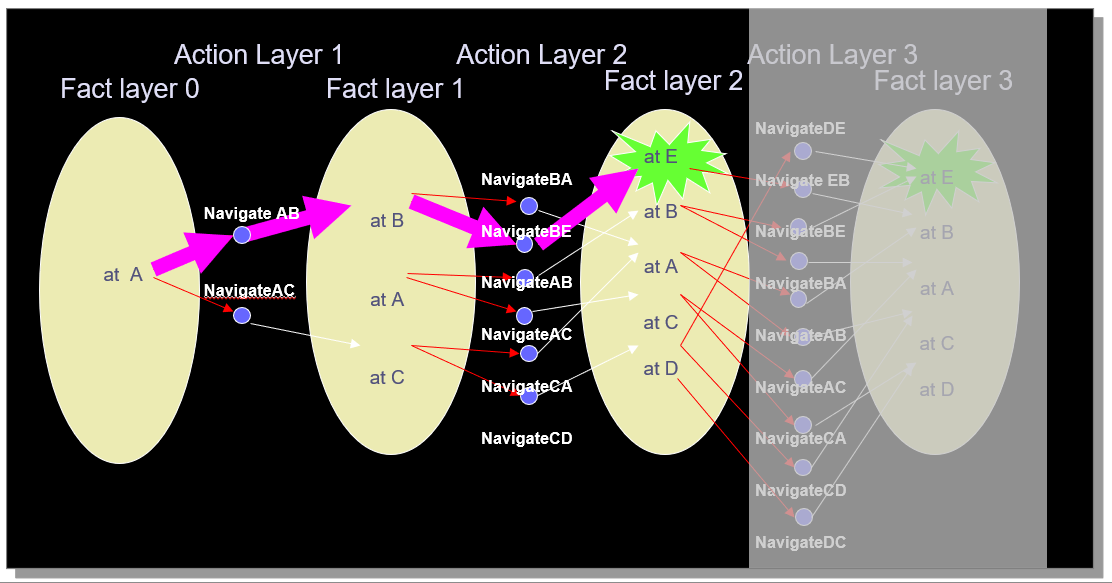 Action Layer 1
Action Layer 2
Action Layer 3
Fact layer 0
Fact layer 1
Fact layer 2
Fact layer 3
at A
Navigate AB
NavigateAC
at B
at A
at C
NavigateBA
NavigateBE
NavigateAB
NavigateAC
NavigateCA
NavigateCD
at E
at B
at A
at C
at D
NavigateDE
Navigate EB
NavigateBE
NavigateBA
NavigateAB
NavigateAC
NavigateCA
NavigateCD
NavigateDC
at E
at B
at A
at C
at D